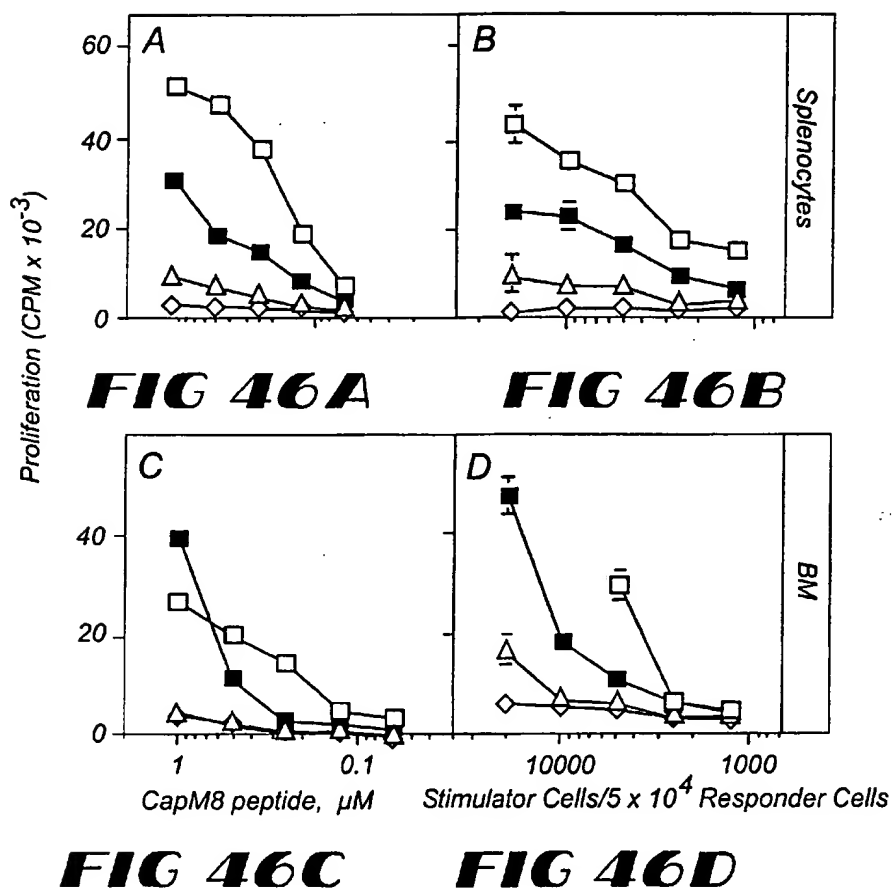 Proliferation (CPM x 10⁻³)
A
B
60
40
20
0
Splenocytes
FIG 46A
FIG 46B
C
D
40
20
0
BM
1
0.1
10000
1000
CapM8 peptide, µM
Stimulator Cells/5 x 10⁴ Responder Cells
FIG 46C
FIG 46D